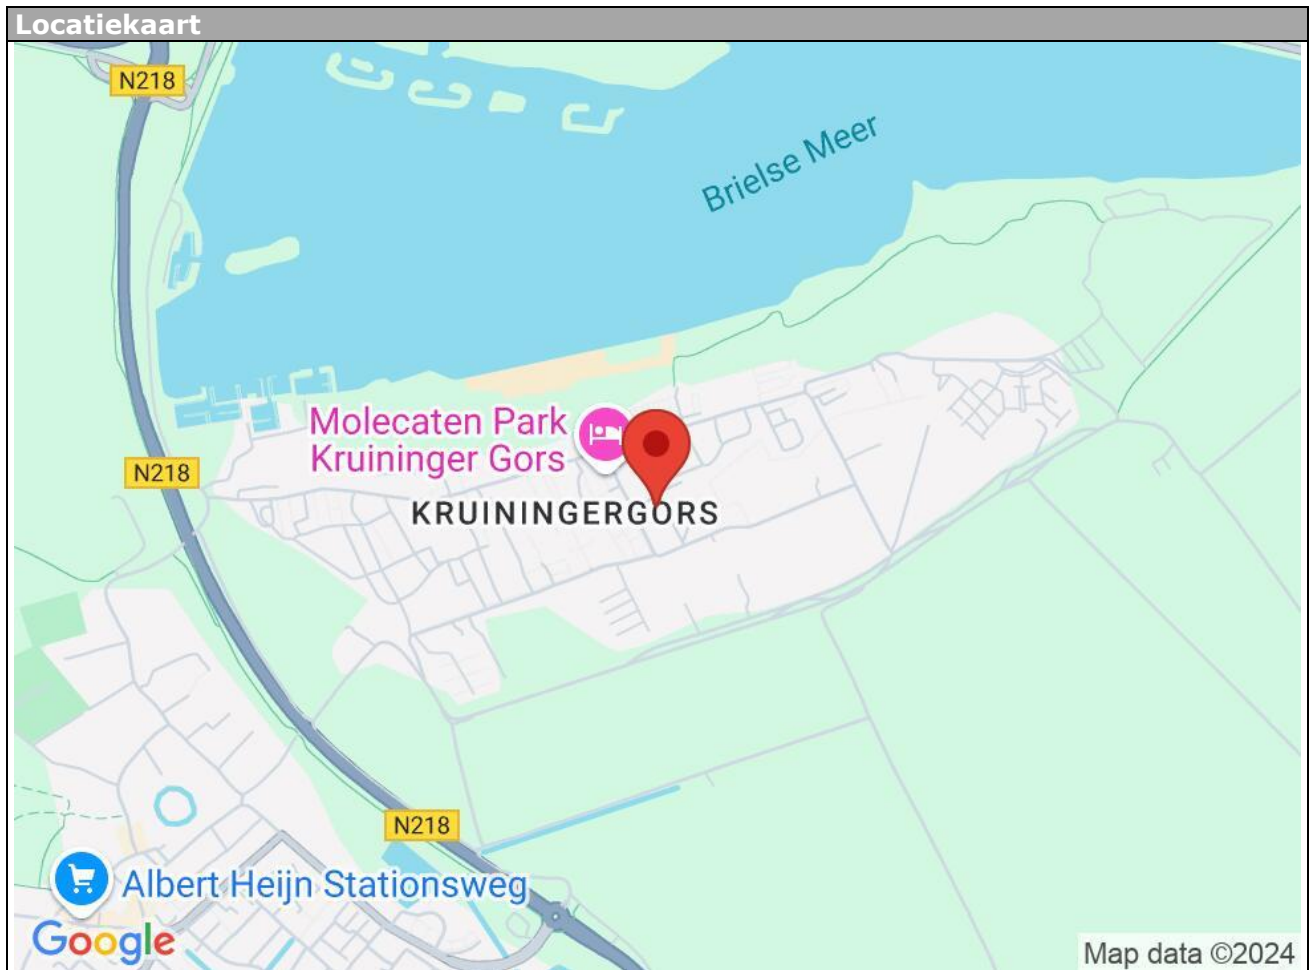 Locatiekaart
N218
Brielse Meer
Molecaten Park
Kruininger Gors
N218
KRUININGERGORS
N218
Albert Heijn Stationsweg
Google
Map data ©2024